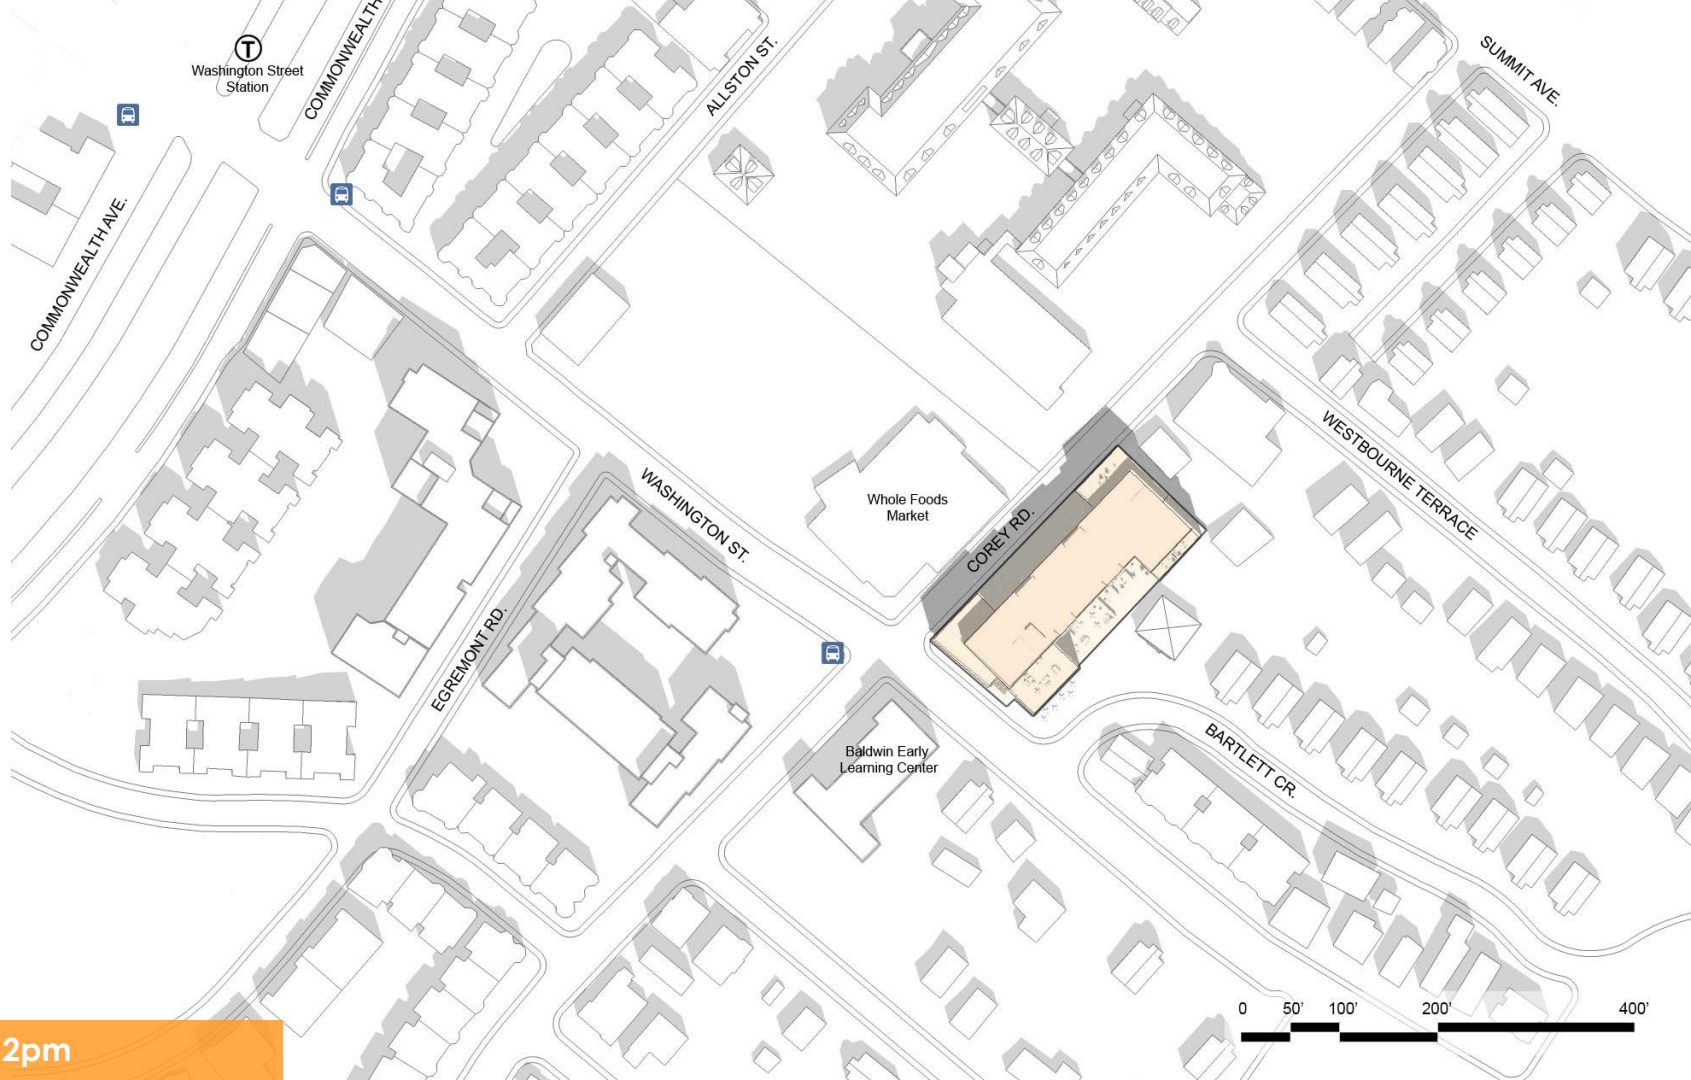 T
Washington Street
Station
COMMONWEALTH
ALLSTON ST.
SUMMIT AVE.
COMMONWEALTH AVE.
WESTBOURNE TERRACE
WASHINGTON ST.
Whole Foods
Market
COREY RD.
EGREMONT RD.
Baldwin Early
Learning Center
BARTLETT CR.
0 50' 100' 200' 400'
2pm